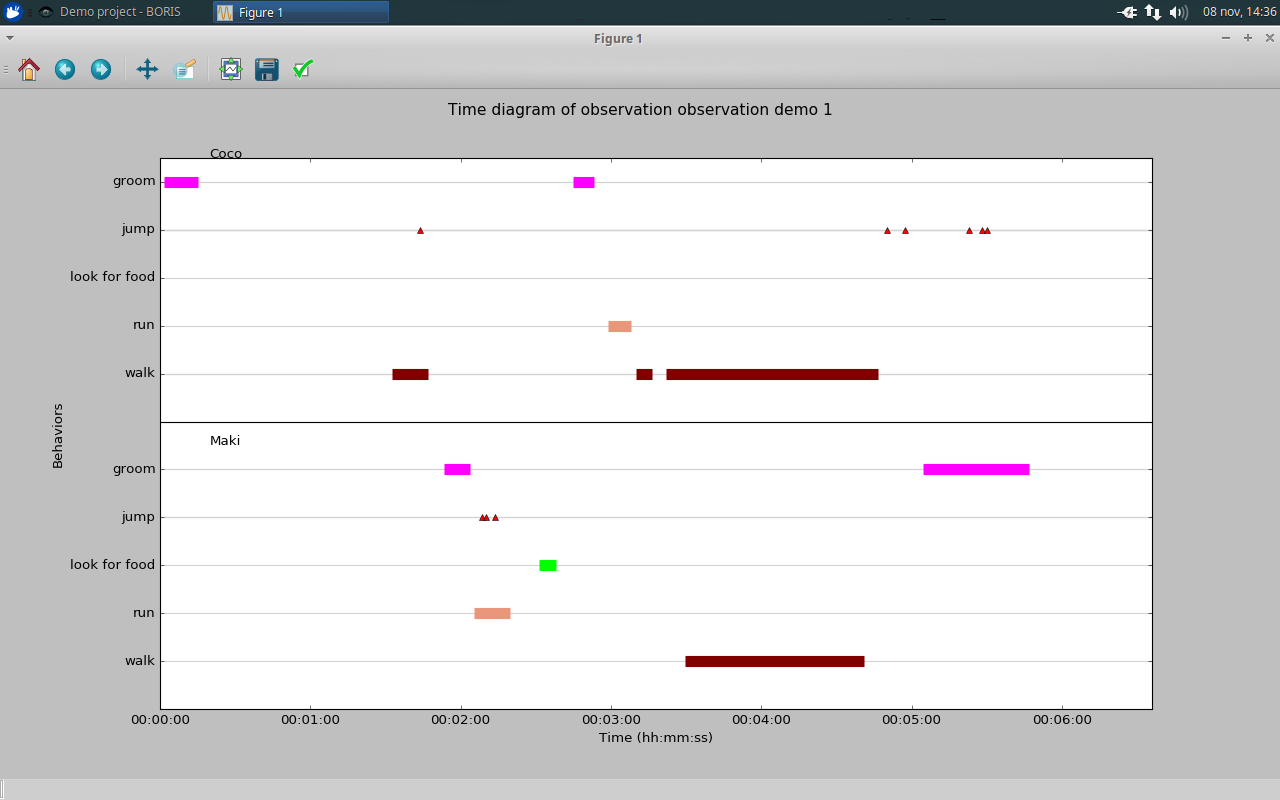 Demo project - BORIS
Figure 1
08 nov, 14:36
Figure 1
Time diagram of observation observation demo 1
Coco
groom
jump
look for food
run
walk
Behaviors
Maki
groom
jump
look for food
run
walk
00:00:00 00:01:00 00:02:00 00:03:00 00:04:00 00:05:00 00:06:00
Time (hh:mm:ss)